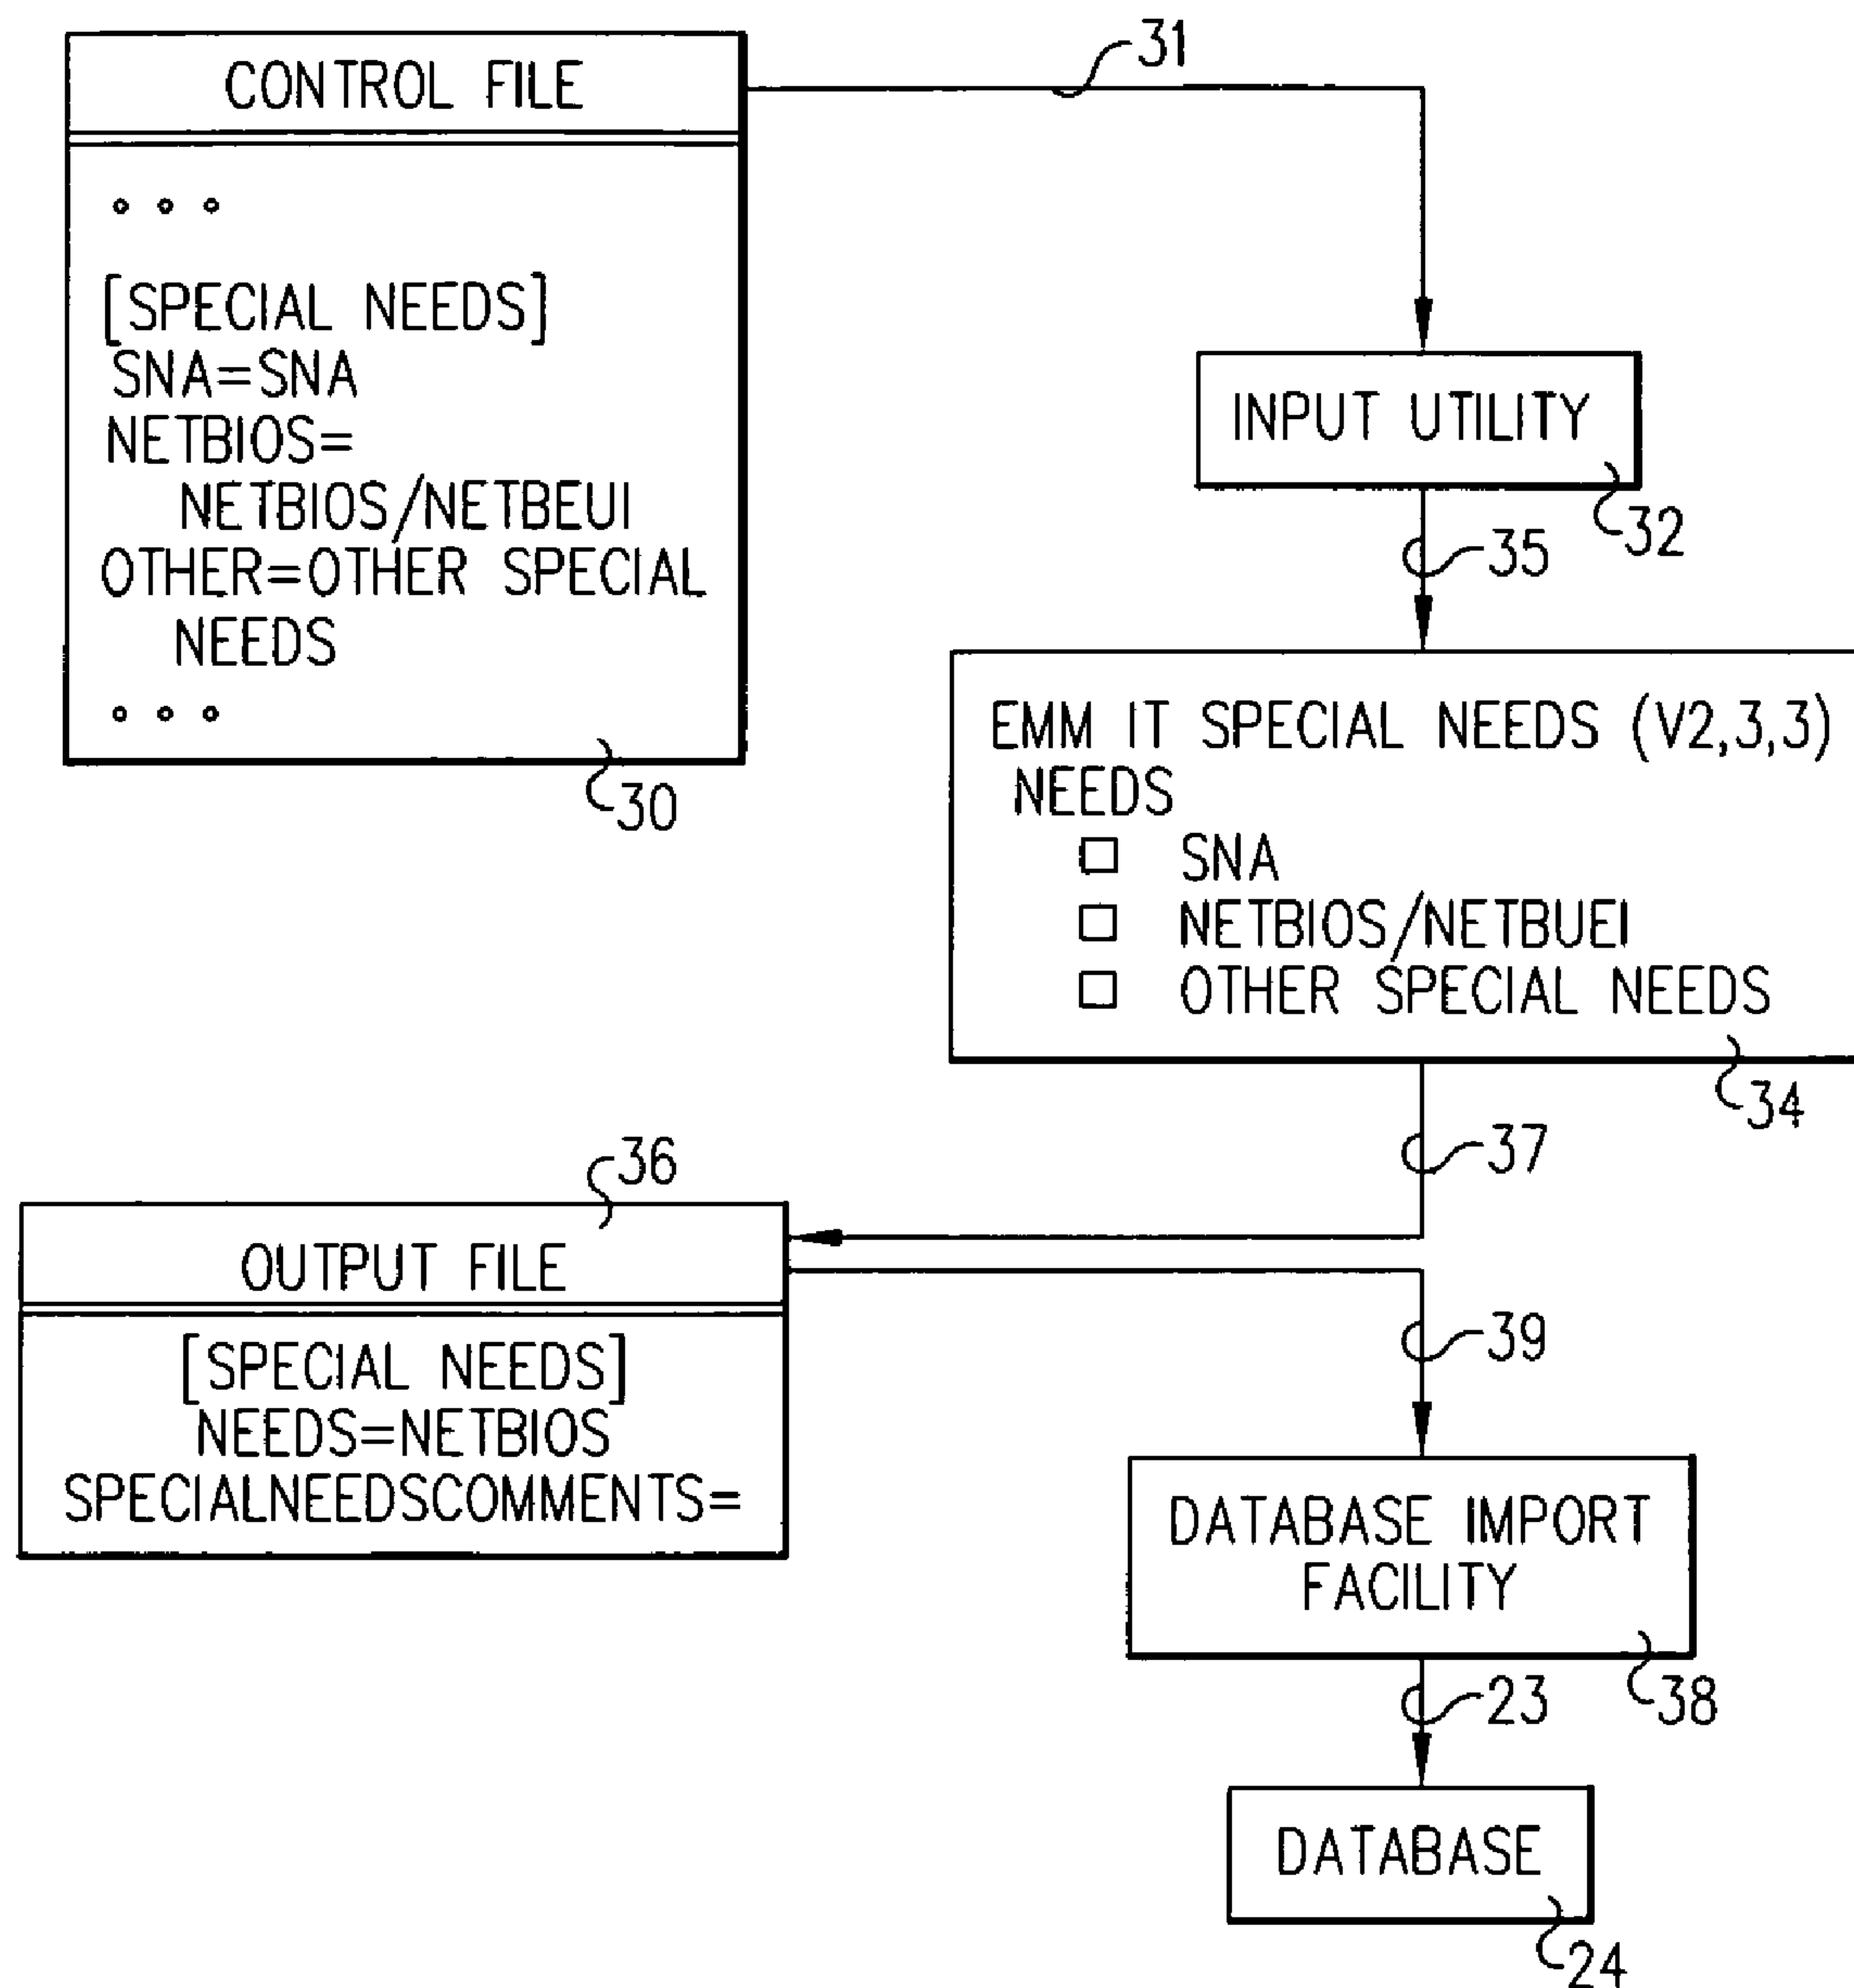 CONTROL FILE
° ° °
[SPECIAL NEEDS]
SNA=SNA
NETBIOS=
NETBIOS/NETBEUI
OTHER=OTHER SPECIAL
NEEDS
° ° °
30
31
INPUT UTILITY
32
35
EMM IT SPECIAL NEEDS (V2,3,3)
NEEDS
□ SNA
□ NETBIOS/NETBUEI
□ OTHER SPECIAL NEEDS
34
37
36
OUTPUT FILE
[SPECIAL NEEDS]
NEEDS=NETBIOS
SPECIALNEEDSCOMMENTS=
39
DATABASE IMPORT
FACILITY
38
23
DATABASE
24